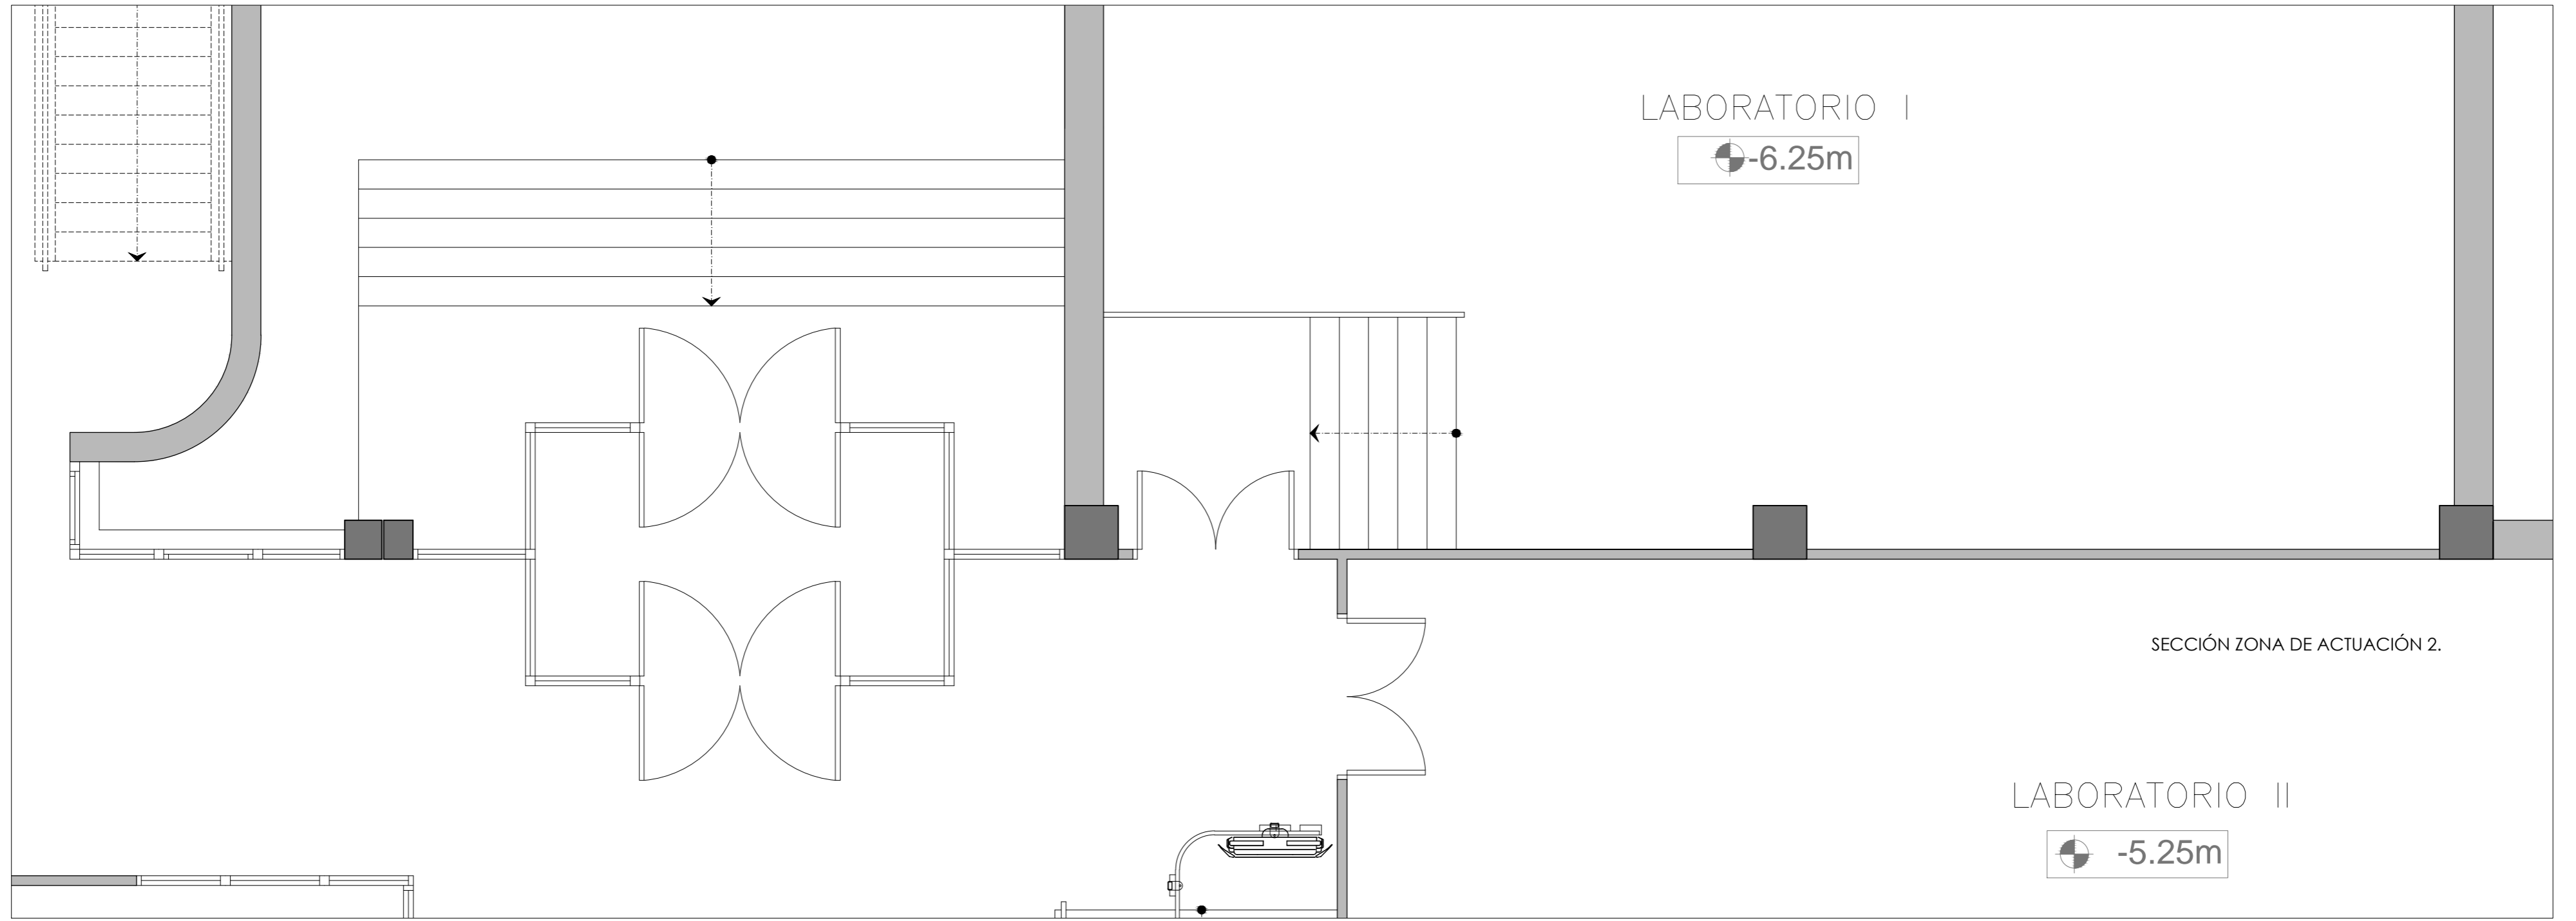 LABORATORIO I
-6.25m
SECCIÓN ZONA DE ACTUACIÓN 2.
LABORATORIO II
-5.25m